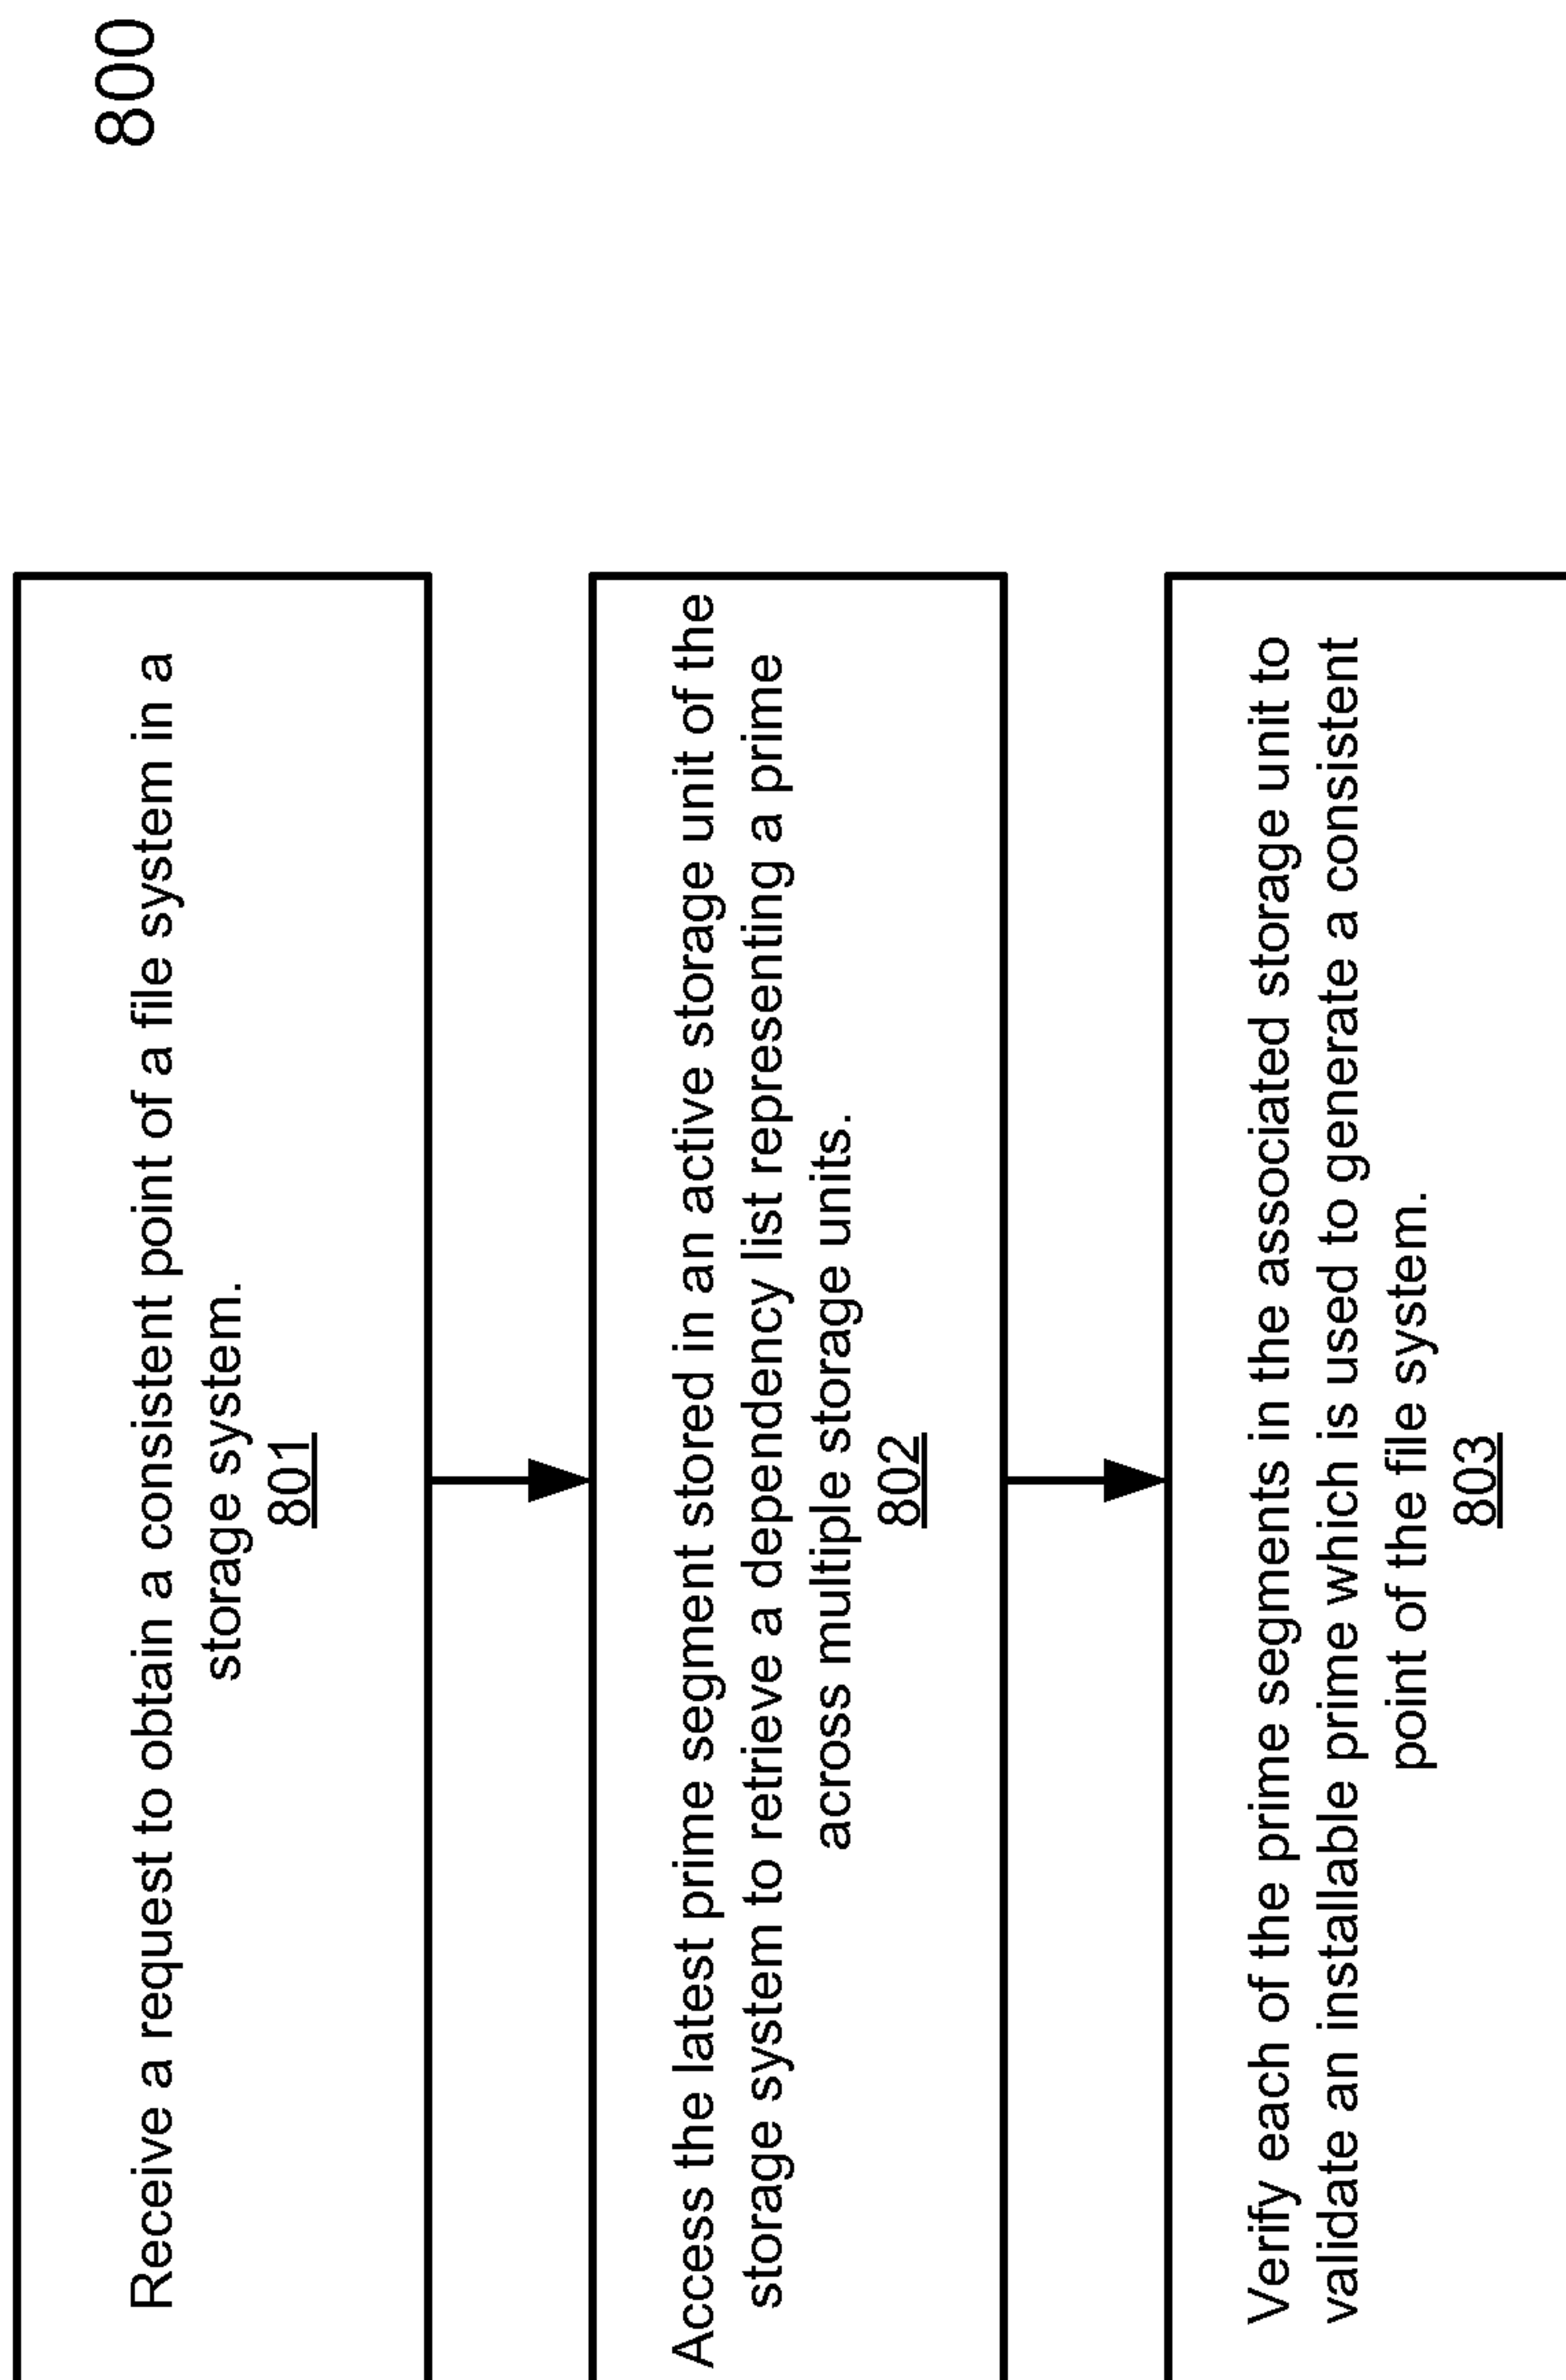 800
Receive a request to obtain a consistent point of a file system in a
storage system.
801
Access the latest prime segment stored in an active storage unit of the
storage system to retrieve a dependency list representing a prime
across multiple storage units.
802
Verify each of the prime segments in the associated storage unit to
validate an installable prime which is used to generate a consistent
point of the file system.
803